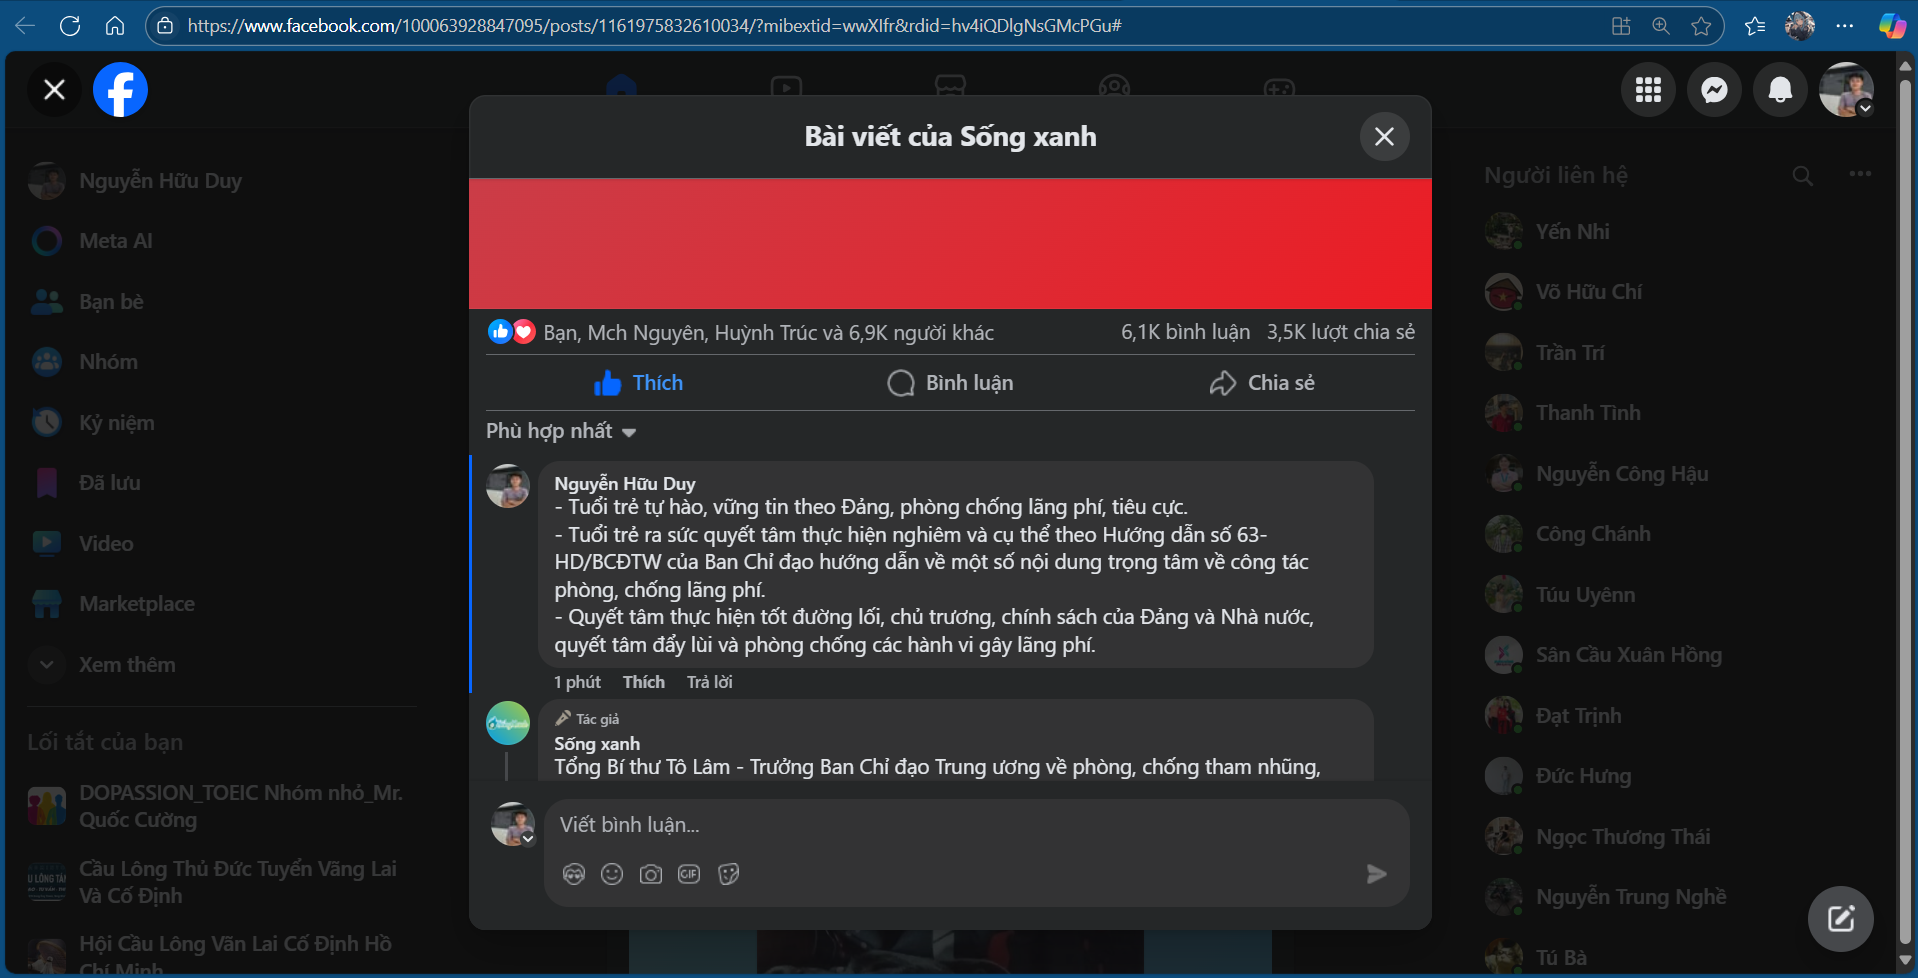 https://www.facebook.com/100063928847095/posts/1161975832610034/?mibextid=wwXIfr&rdid=hv4iQDlgNsGMcPGu#
Nguyễn Hữu Duy
Meta AI
Bạn bè
Nhóm
Kỷ niệm
Đã lưu
Video
Marketplace
Xem thêm
Lối tắt của bạn
DOPASSION_TOEIC Nhóm nhỏ_Mr.
Quốc Cường
Cầu Lông Thủ Đức Tuyển Vãng Lai
Và Cố Định
Hội Cầu Lông Vãn Lai Cố Định Hồ
Chí Minh
Bài viết của Sống xanh
Bạn, Mch Nguyên, Huỳnh Trúc và 6,9K người khác
6,1K bình luận 3,5K lượt chia sẻ
Thích
Bình luận
Chia sẻ
Phù hợp nhất
Nguyễn Hữu Duy
- Tuổi trẻ tự hào, vững tin theo Đảng, phòng chống lãng phí, tiêu cực.
- Tuổi trẻ ra sức quyết tâm thực hiện nghiêm và cụ thể theo Hướng dẫn số 63-
HD/BCĐTW của Ban Chỉ đạo hướng dẫn về một số nội dung trọng tâm về công tác
phòng, chống lãng phí.
- Quyết tâm thực hiện tốt đường lối, chủ trương, chính sách của Đảng và Nhà nước,
quyết tâm đẩy lùi và phòng chống các hành vi gây lãng phí.
1 phút Thích Trả lời
Tác giả
Sống xanh
Tổng Bí thư Tô Lâm - Trưởng Ban Chỉ đạo Trung ương về phòng, chống tham nhũng,
Viết bình luận...
GIF
Người liên hệ
Yến Nhi
Võ Hữu Chí
Trần Trí
Thanh Tình
Nguyễn Công Hậu
Công Chánh
Túu Uyênn
Sân Cầu Xuân Hồng
Đạt Trịnh
Đức Hưng
Ngọc Thương Thái
Nguyễn Trung Nghề
Tú Bà